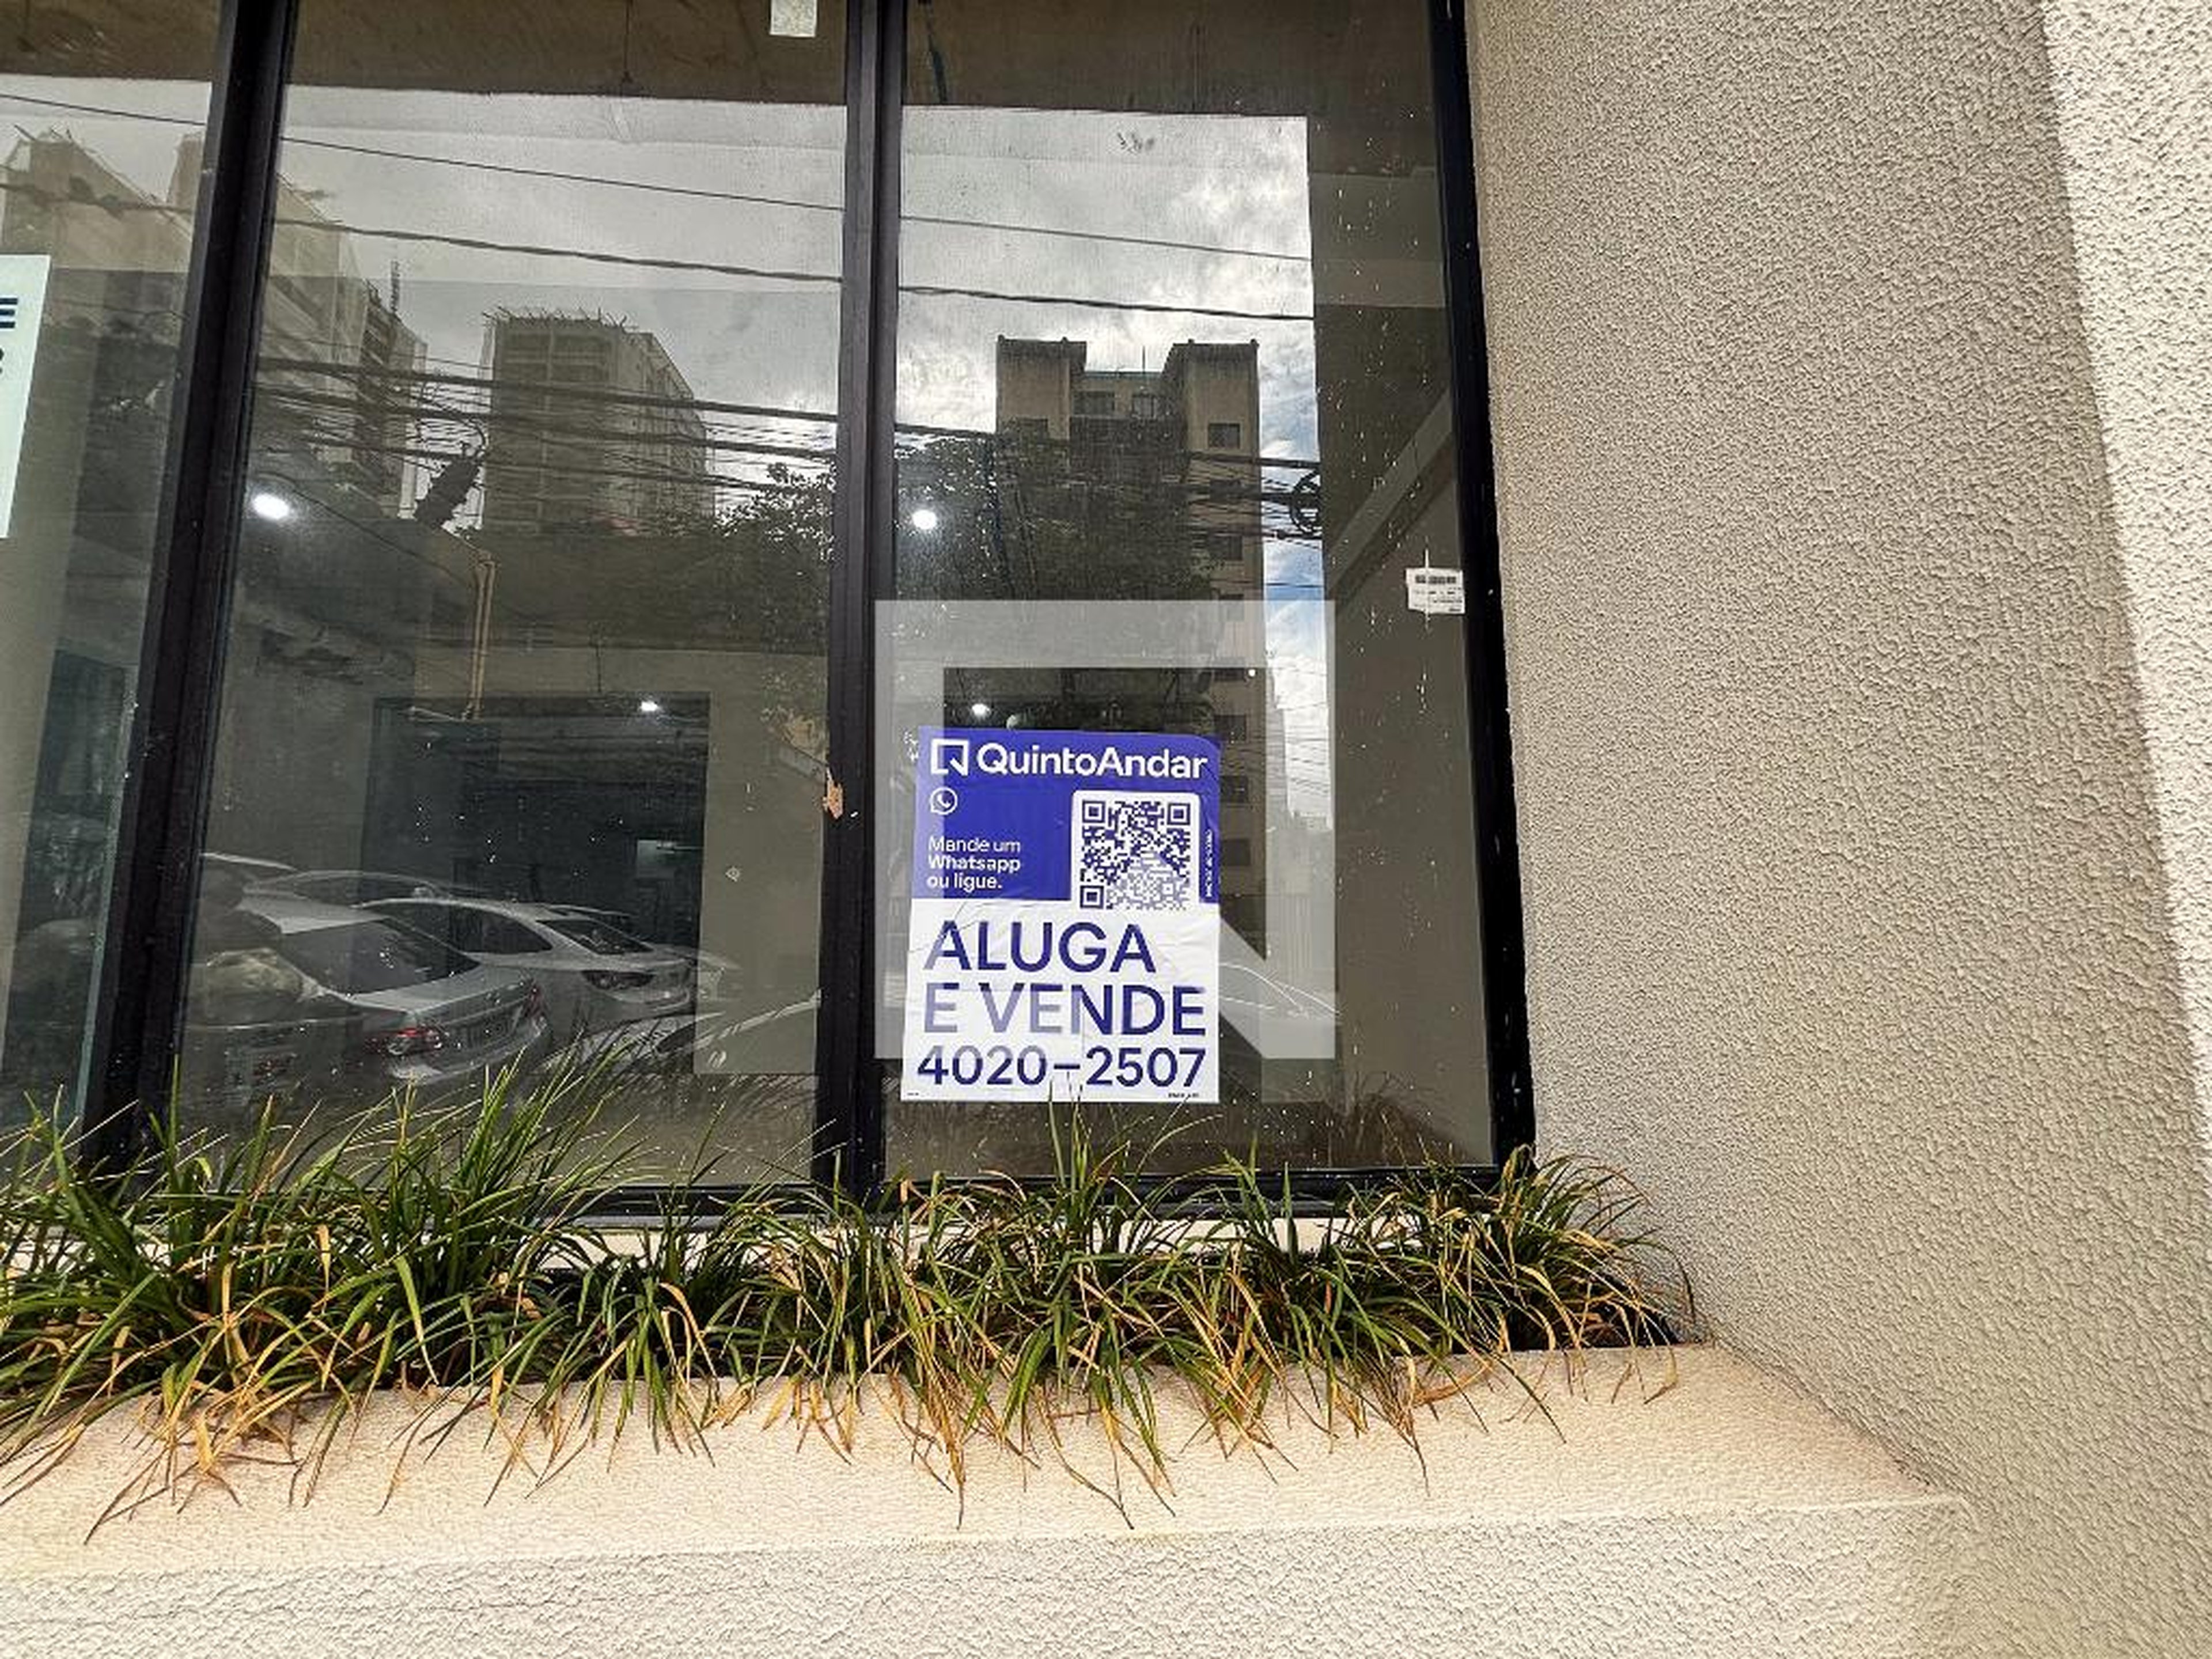 QuintoAndar
Mande um
Whatsapp
ou ligue.
ALUGA
E VENDE
4020-2507
E